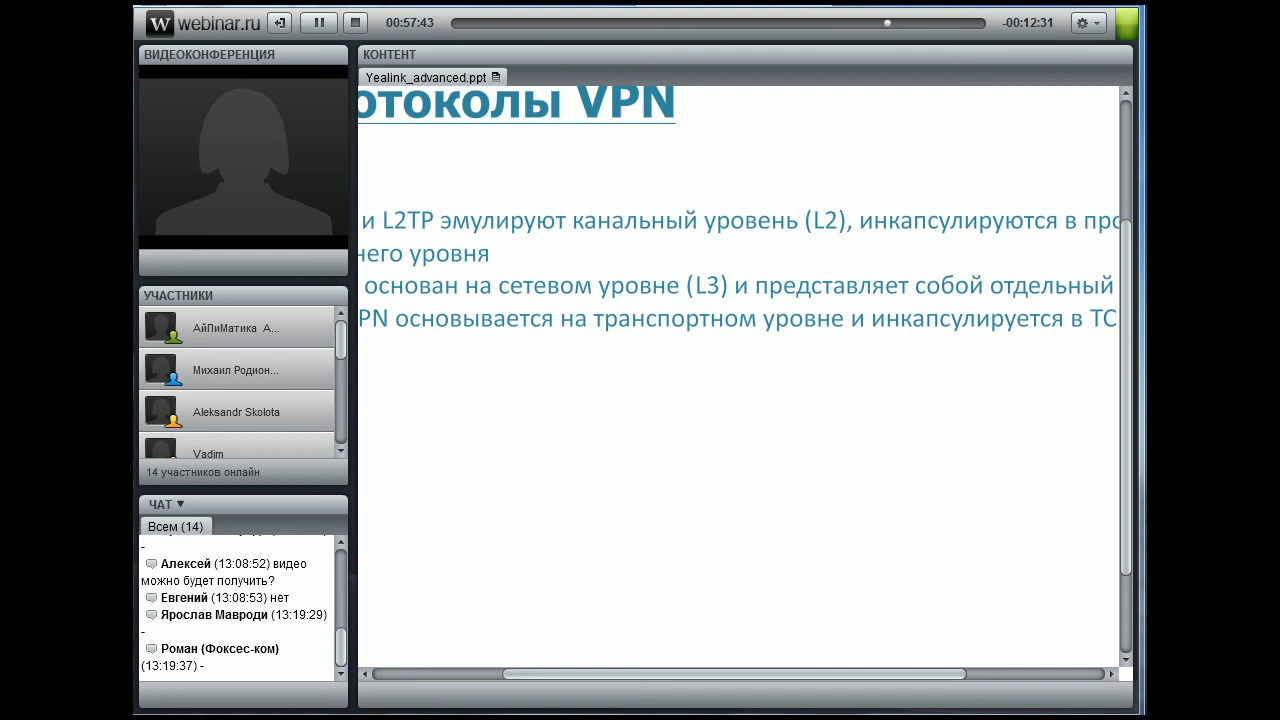 webinar.ru
00:57:43
-00:12:31
ВИДЕОКОНФЕРЕНЦИЯ
УЧАСТНИКИ
АйПиМатика А...
Михаил Родион...
Aleksandr Skolota
Vadim
14 участников онлайн
ЧАТ
Всем (14)
-
Алексей (13:08:52) видео
можно будет получить?
Евгений (13:08:53) нет
Ярослав Мавроди (13:19:29)
-
Роман (Фоксес-ком)
(13:19:37) -
КОНТЕНТ
Yealink_advanced.ppt
отоколы VPN
и L2TP эмулируют канальный уровень (L2), инкапсулируются в про
него уровня
основан на сетевом уровне (L3) и представляет собой отдельный
PN основывается на транспортном уровне и инкапсулируется в TC